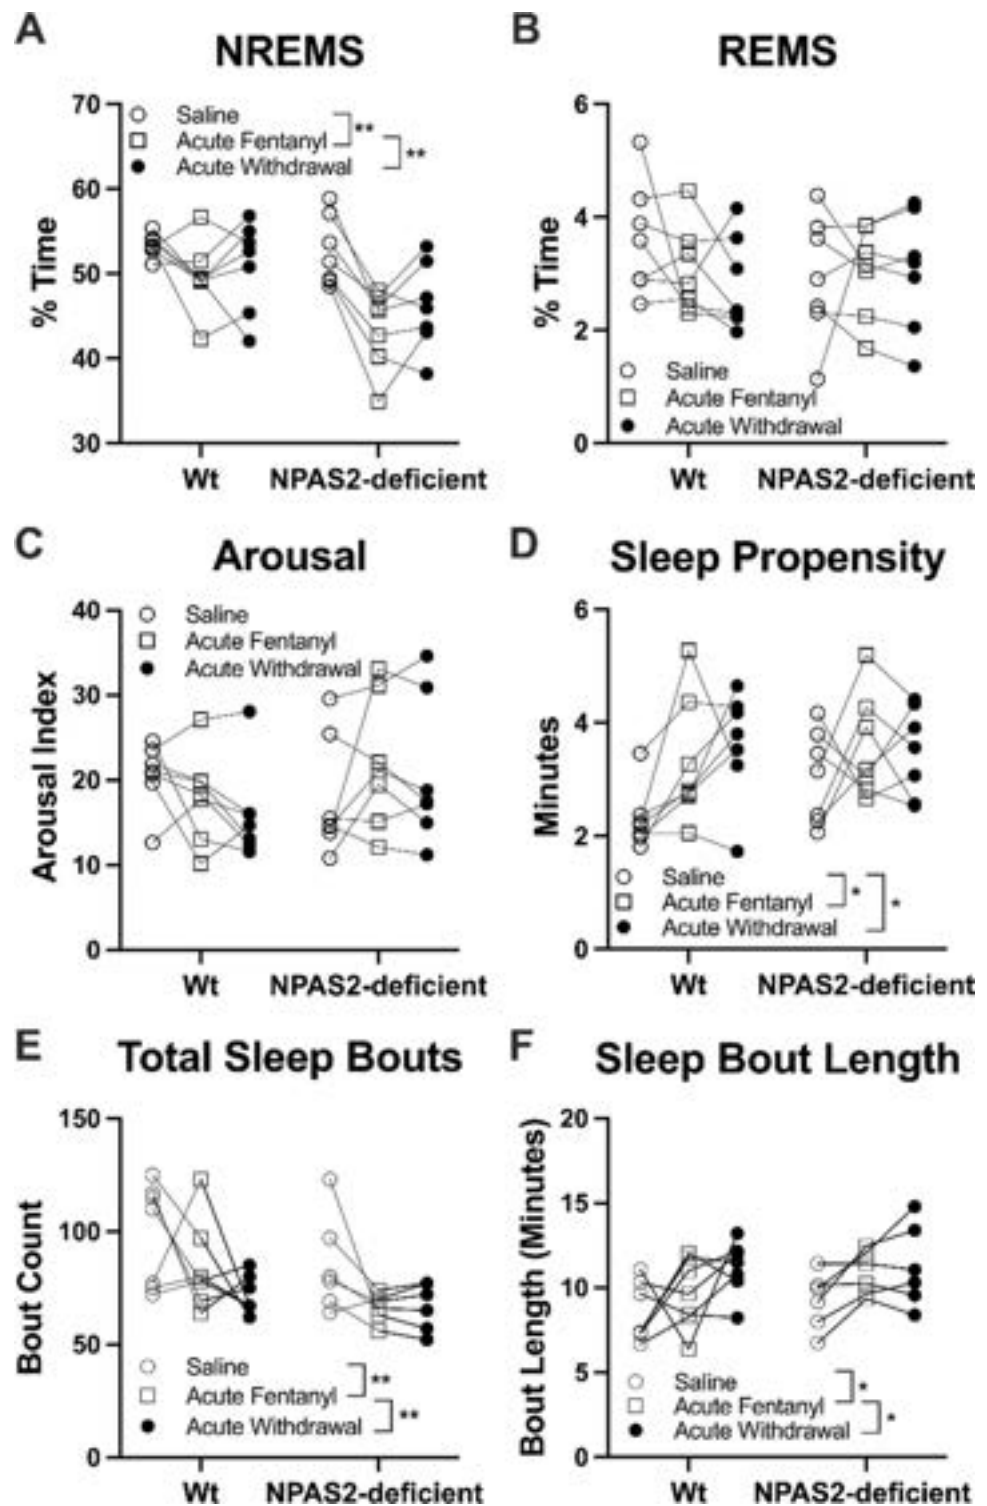 A
NREMS
70
60
50
40
30
% Time
Saline
Acute Fentanyl
Acute Withdrawal
**
**
Wt
NPAS2-deficient
B
REMS
6
4
2
0
% Time
Saline
Acute Fentanyl
Acute Withdrawal
Wt
NPAS2-deficient
C
Arousal
40
30
20
10
0
Arousal Index
Saline
Acute Fentanyl
Acute Withdrawal
Wt
NPAS2-deficient
D
Sleep Propensity
6
4
2
0
Minutes
Saline
Acute Fentanyl
Acute Withdrawal
*
*
Wt
NPAS2-deficient
E
Total Sleep Bouts
150
100
50
0
Bout Count
Saline
Acute Fentanyl
Acute Withdrawal
**
**
Wt
NPAS2-deficient
F
Sleep Bout Length
20
15
10
5
0
Bout Length (Minutes)
Saline
Acute Fentanyl
Acute Withdrawal
*
*
Wt
NPAS2-deficient